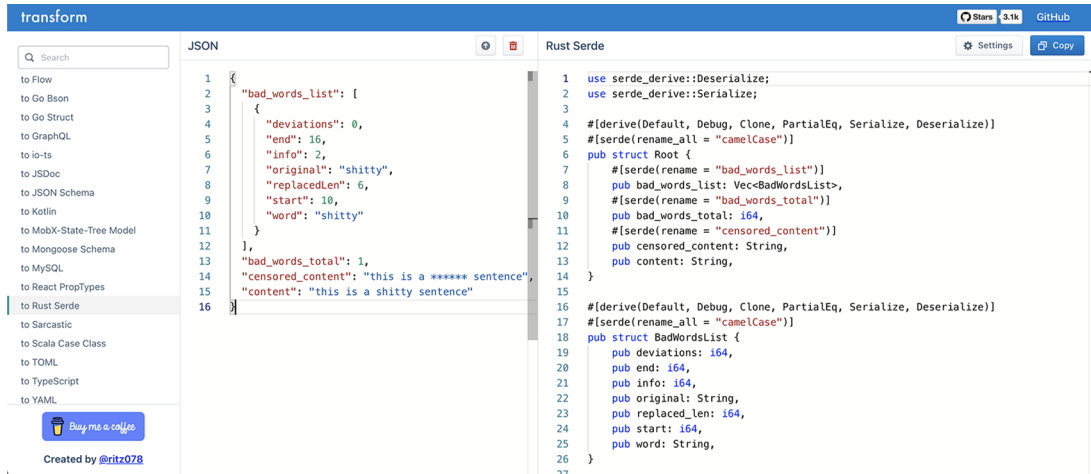 transform
Stars 3.1k GitHub
Search
to Flow
to Go Bson
to Go Struct
to GraphQL
to io-ts
to JSDoc
to JSON Schema
to Kotlin
to MobX-State-Tree Model
to Mongoose Schema
to MySQL
to React PropTypes
to Rust Serde
to Sarcastic
to Scala Case Class
to TOML
to TypeScript
to YAML
Buy me a coffee
Created by @ritz078
JSON
1 {
2 "bad_words_list": [
3 {
4 "deviations": 0,
5 "end": 16,
6 "info": 2,
7 "original": "shitty",
8 "replacedLen": 6,
9 "start": 10,
10 "word": "shitty"
11 }
12 ],
13 "bad_words_total": 1,
14 "censored_content": "this is a ****** sentence",
15 "content": "this is a shitty sentence"
16 }
Rust Serde
Settings
Copy
1 use serde_derive::Deserialize;
2 use serde_derive::Serialize;
3
4 #[derive(Default, Debug, Clone, PartialEq, Serialize, Deserialize)]
5 #[serde(rename_all = "camelCase")]
6 pub struct Root {
7 #[serde(rename = "bad_words_list")]
8 pub bad_words_list: Vec<BadWordsList>,
9 #[serde(rename = "bad_words_total")]
10 pub bad_words_total: i64,
11 #[serde(rename = "censored_content")]
12 pub censored_content: String,
13 pub content: String,
14 }
15
16 #[derive(Default, Debug, Clone, PartialEq, Serialize, Deserialize)]
17 #[serde(rename_all = "camelCase")]
18 pub struct BadWordsList {
19 pub deviations: i64,
20 pub end: i64,
21 pub info: i64,
22 pub original: String,
23 pub replaced_len: i64,
24 pub start: i64,
25 pub word: String,
26 }
27